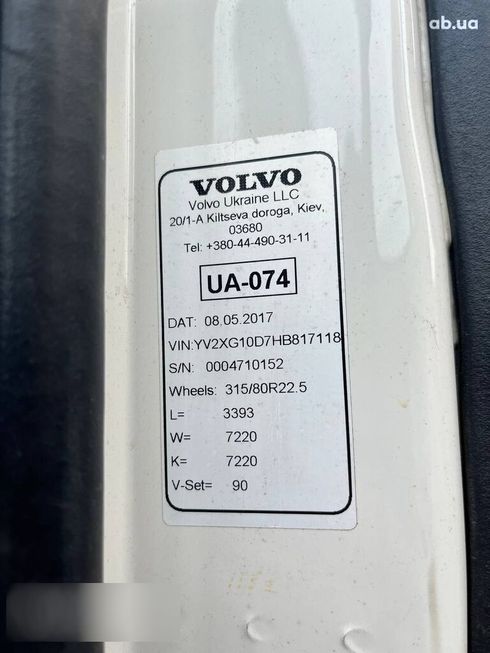 ab.ua
VOLVO
Volvo Ukraine LLC
20/1-A Kiltseva doroga, Kiev,
03680
Tel: +380-44-490-31-11
UA-074
DAT: 08.05.2017
VIN:YV2XG10D7HB817118
S/N: 0004710152
Wheels: 315/80R22.5
L= 3393
W= 7220
K= 7220
V-Set= 90